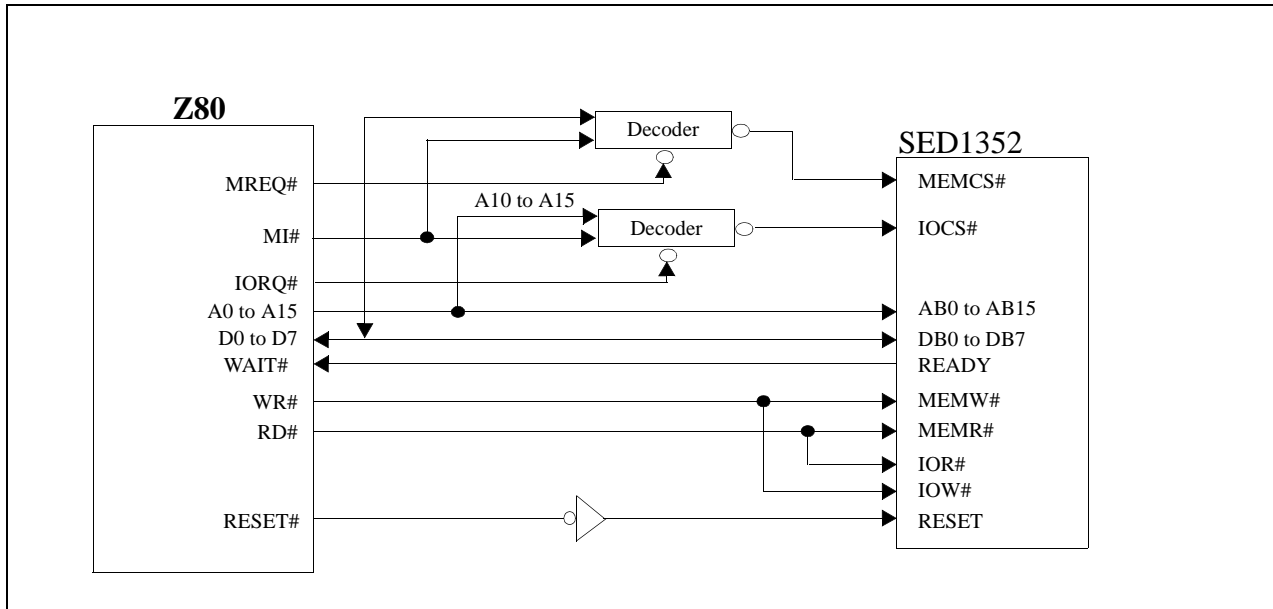 Z80
MREQ#
MI#
IORQ#
A0 to A15
D0 to D7
WAIT#
WR#
RD#
RESET#
Decoder
A10 to A15
Decoder
SED1352
MEMCS#
IOCS#
AB0 to AB15
DB0 to DB7
READY
MEMW#
MEMR#
IOR#
IOW#
RESET